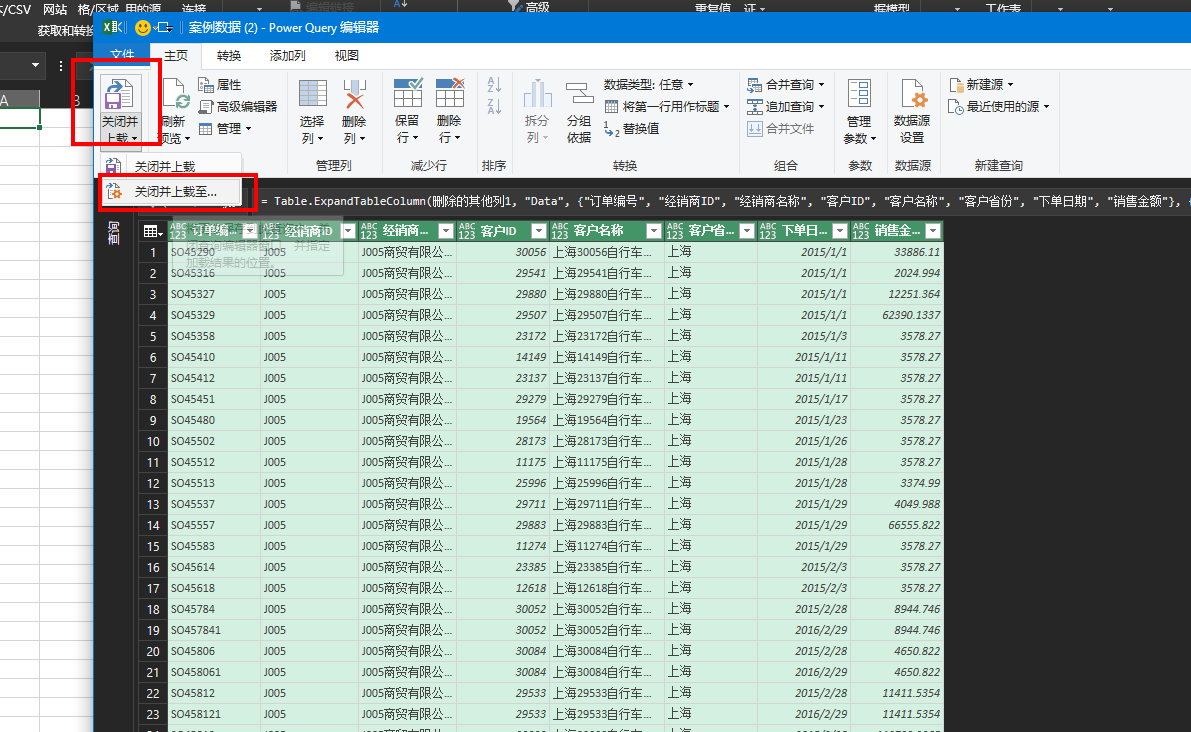 /CSV 网站 格/区域 用的源 连接 编辑链接 高级 重复值 证 据模型 工作表
获取和转换
案例数据 (2) - Power Query 编辑器
文件 主页 转换 添加列 视图
关闭并
上载
刷新
预览
属性
高级编辑器
管理
选择
列
删除
列
管理列
保留
行
删除
行
减少行
排序
拆分
列
分组
依据
数据类型: 任意
将第一行用作标题
替换值
转换
合并查询
追加查询
合并文件
组合
管理
参数
参数
数据源
设置
数据源
新建源
最近使用的源
新建查询
A B
关闭并上载
关闭并上载至...
= Table.ExpandTableColumn(删除的其他列1, "Data", {"订单编号", "经销商ID", "经销商名称", "客户ID", "客户名称", "客户省份", "下单日期", "销售金额"},
查询
闭查询编辑器窗口，并指定
加载结果的位置。
ABC 123 订单编... ABC 123 经销商ID ABC 123 经销商... ABC 123 客户ID ABC 123 客户名称 ABC 123 客户省... ABC 123 下单日... ABC 123 销售金...
1 SO45290 J005 J005商贸有限公... 30056 上海30056自行车... 上海 2015/1/1 33886.11
2 SO45316 J005 J005商贸有限公... 29541 上海29541自行车... 上海 2015/1/1 2024.994
3 SO45327 J005 J005商贸有限公... 29880 上海29880自行车... 上海 2015/1/1 12251.364
4 SO45329 J005 J005商贸有限公... 29507 上海29507自行车... 上海 2015/1/1 62390.1337
5 SO45358 J005 J005商贸有限公... 23172 上海23172自行车... 上海 2015/1/3 3578.27
6 SO45410 J005 J005商贸有限公... 14149 上海14149自行车... 上海 2015/1/11 3578.27
7 SO45412 J005 J005商贸有限公... 23137 上海23137自行车... 上海 2015/1/11 3578.27
8 SO45451 J005 J005商贸有限公... 29279 上海29279自行车... 上海 2015/1/17 3578.27
9 SO45480 J005 J005商贸有限公... 19564 上海19564自行车... 上海 2015/1/23 3578.27
10 SO45502 J005 J005商贸有限公... 28173 上海28173自行车... 上海 2015/1/26 3578.27
11 SO45512 J005 J005商贸有限公... 11175 上海11175自行车... 上海 2015/1/28 3578.27
12 SO45513 J005 J005商贸有限公... 25996 上海25996自行车... 上海 2015/1/28 3374.99
13 SO45537 J005 J005商贸有限公... 29711 上海29711自行车... 上海 2015/1/29 4049.988
14 SO45557 J005 J005商贸有限公... 29883 上海29883自行车... 上海 2015/1/29 66555.822
15 SO45583 J005 J005商贸有限公... 11274 上海11274自行车... 上海 2015/1/29 3578.27
16 SO45614 J005 J005商贸有限公... 23385 上海23385自行车... 上海 2015/2/3 3578.27
17 SO45618 J005 J005商贸有限公... 12618 上海12618自行车... 上海 2015/2/3 3578.27
18 SO45784 J005 J005商贸有限公... 30052 上海30052自行车... 上海 2015/2/28 8944.746
19 SO457841 J005 J005商贸有限公... 30052 上海30052自行车... 上海 2016/2/29 8944.746
20 SO45806 J005 J005商贸有限公... 30084 上海30084自行车... 上海 2015/2/28 4650.822
21 SO458061 J005 J005商贸有限公... 30084 上海30084自行车... 上海 2016/2/29 4650.822
22 SO45812 J005 J005商贸有限公... 29533 上海29533自行车... 上海 2015/2/28 11411.5354
23 SO458121 J005 J005商贸有限公... 29533 上海29533自行车... 上海 2016/2/29 11411.5354